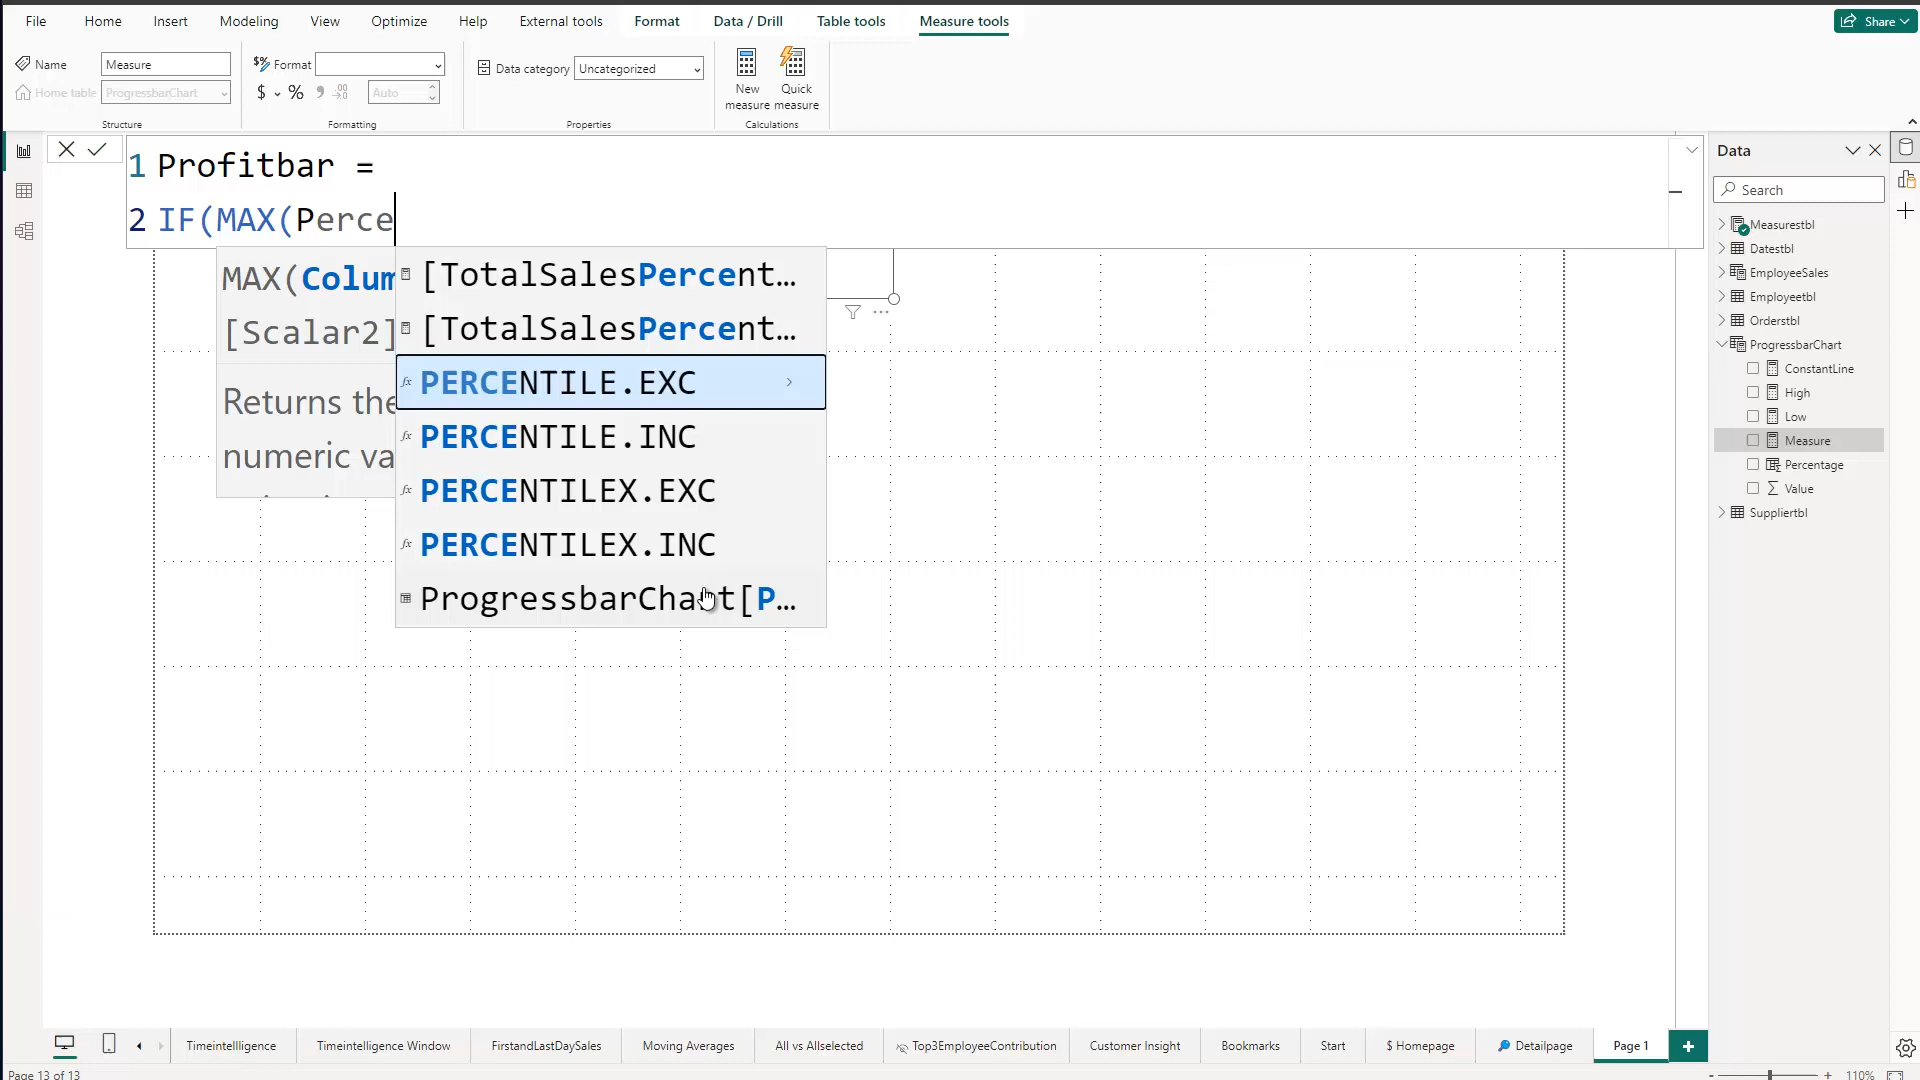 File Home Insert Modeling View Optimize Help External tools Format Data / Drill Table tools Measure tools Share
Name Measure
Home table ProgressbarChart
Structure
Format
$ % Auto
Formatting
Data category Uncategorized
Properties
New measure
Quick measure
Calculations
1 Profitbar =
2 IF(MAX(Perce
MAX(Colum
[Scalar2]
Returns the
numeric va
[TotalSalesPercent…
[TotalSalesPercent…
PERCENTILE.EXC
PERCENTILE.INC
PERCENTILEX.EXC
PERCENTILEX.INC
ProgressbarChart[P…
Data
Search
Measurestbl
Datestbl
EmployeeSales
Employeetbl
Orderstbl
ProgressbarChart
ConstantLine
High
Low
Measure
Percentage
Value
Suppliertbl
Timeintellligence Timeintelligence Window FirstandLastDaySales Moving Averages All vs Allselected Top3EmployeeContribution Customer Insight Bookmarks Start $ Homepage Detailpage Page 1
Page 13 of 13
110%